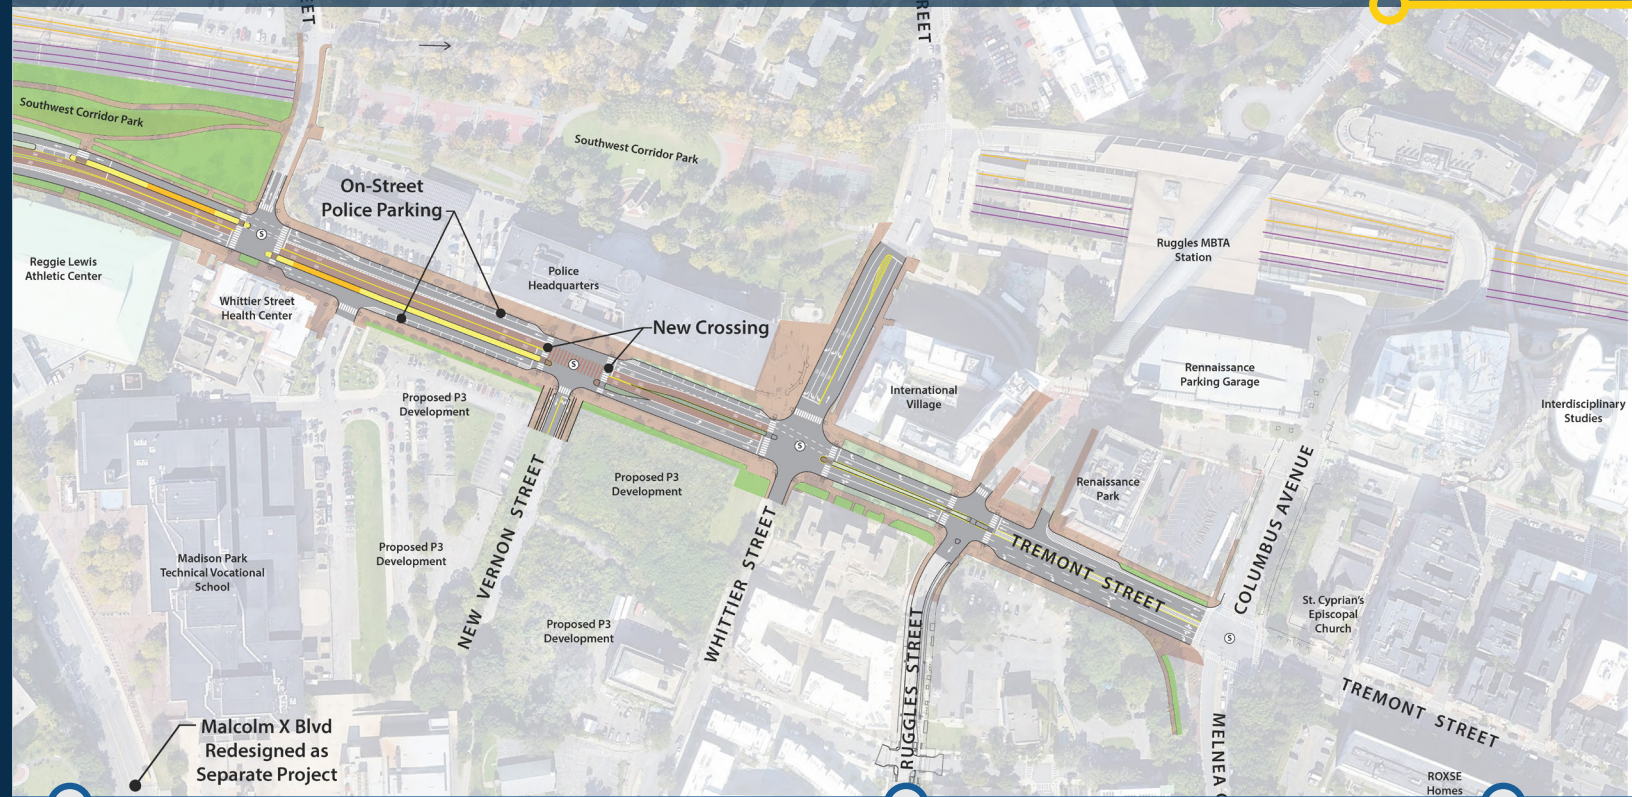 EET
REET
Southwest Corridor Park
Southwest Corridor Park
On-Street
Police Parking
Ruggles MBTA
Station
Reggie Lewis
Athletic Center
Police
Headquarters
Whittier Street
Health Center
New Crossing
Rennaissance
Parking Garage
International
Village
Proposed P3
Development
Interdisciplinary
Studies
Proposed P3
Development
Renaissance
Park
NEW VERNON STREET
WHITTIER STREET
TREMONT STREET
COLUMBUS AVENUE
Madison Park
Technical Vocational
School
Proposed P3
Development
Proposed P3
Development
St. Cyprian's
Episcopal
Church
RUGGLES STREET
TREMONT STREET
MELNEA C
Malcolm X Blvd
Redesigned as
Separate Project
ROXSE
Homes
S
S
S
S